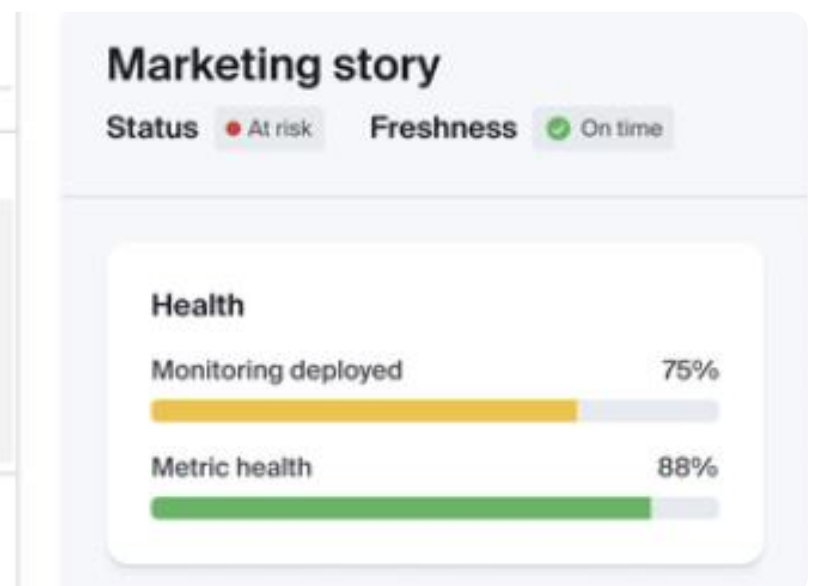 Marketing story
Status At risk Freshness On time
Health
Monitoring deployed 75%
Metric health 88%